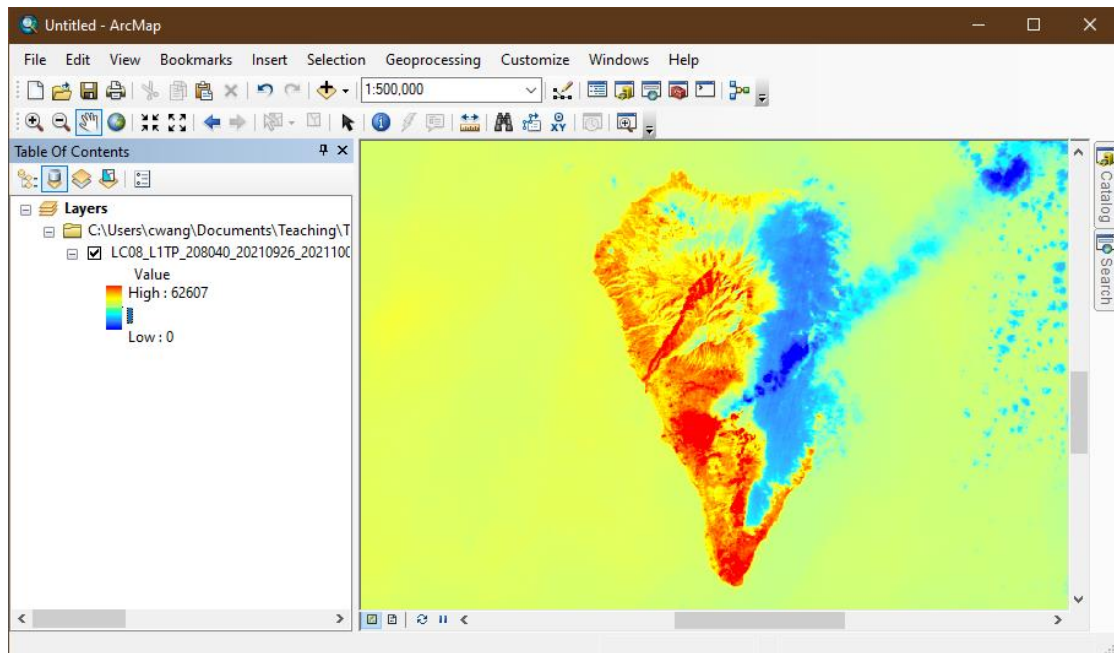 Untitled - ArcMap
File Edit View Bookmarks Insert Selection Geoprocessing Customize Windows Help
1:500,000
XY
Table Of Contents
Layers
C:\Users\cwang\Documents\Teaching\T
LC08_L1TP_208040_20210926_2021100
Value
High : 62607
Low : 0
Catalog
Search